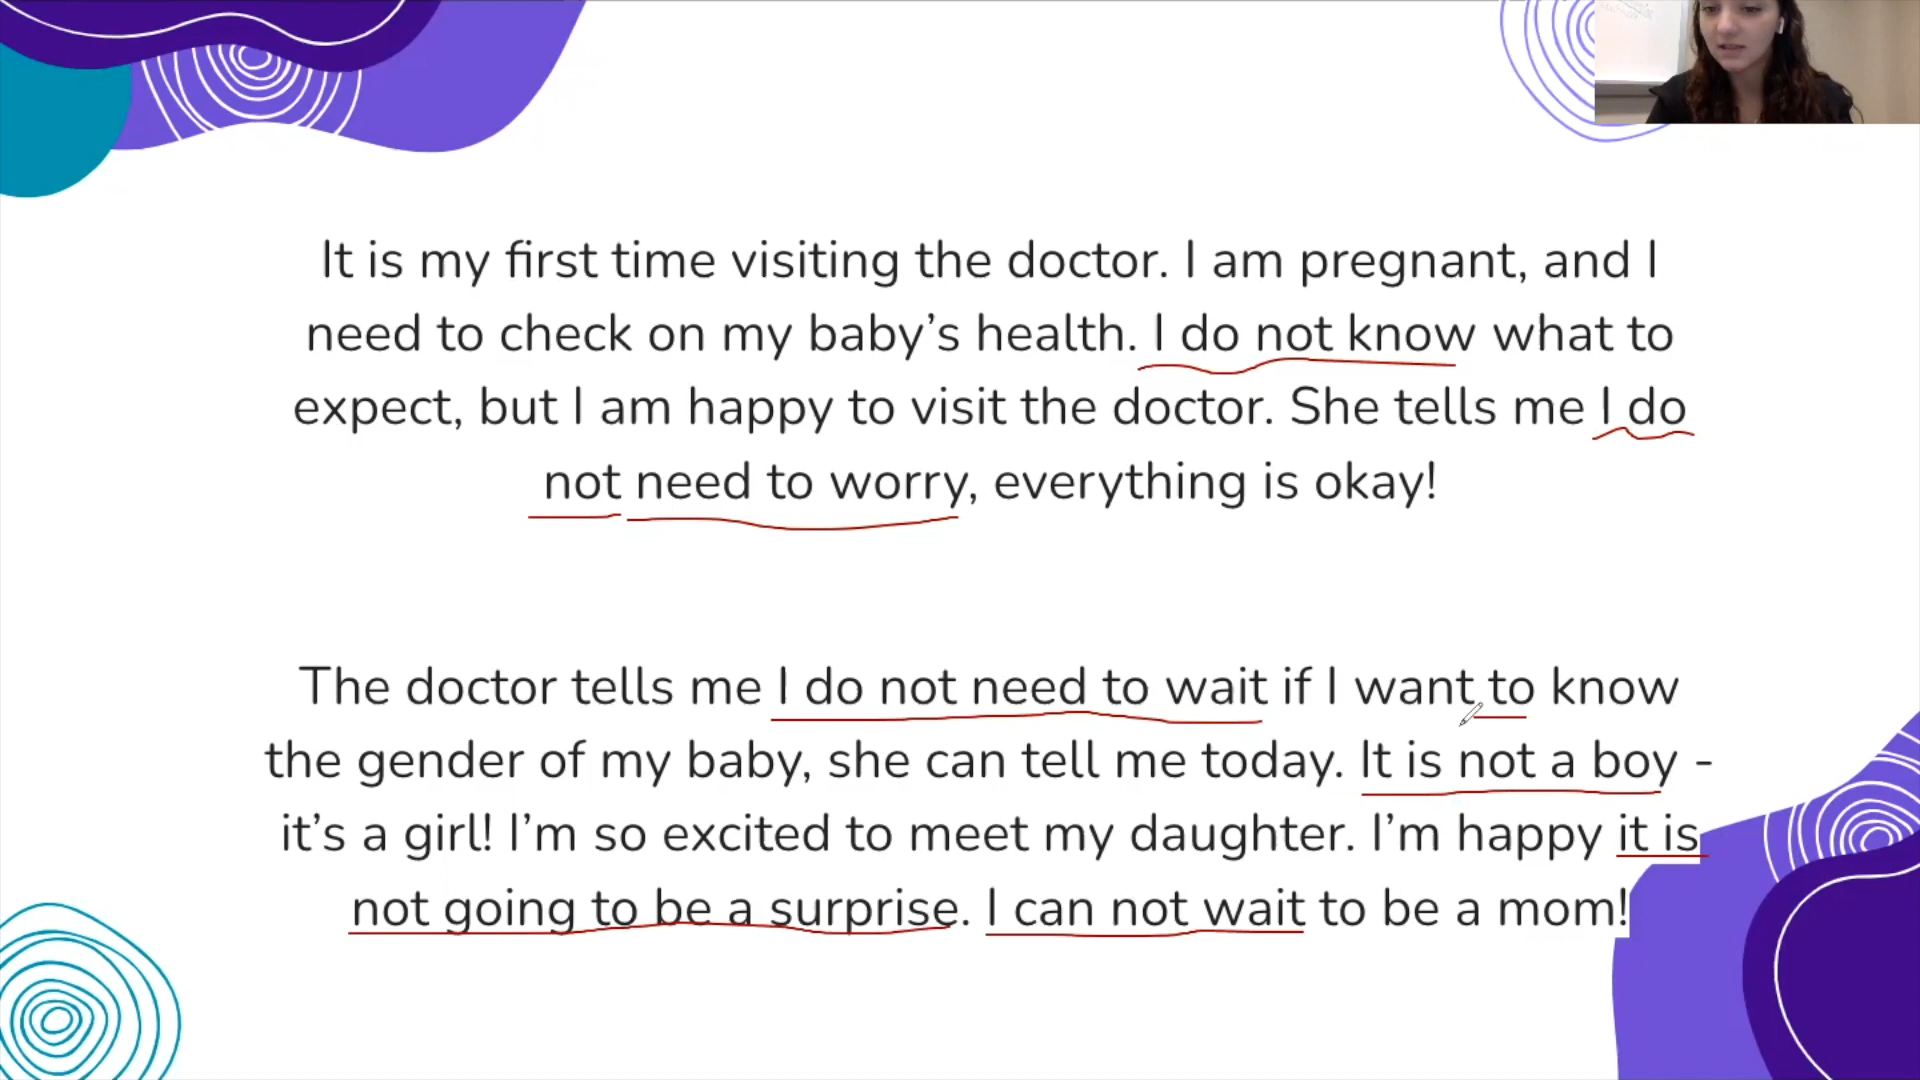 It is my first time visiting the doctor. I am pregnant, and I
need to check on my baby’s health. I do not know what to
expect, but I am happy to visit the doctor. She tells me I do
not need to worry, everything is okay!
The doctor tells me I do not need to wait if I want to know
the gender of my baby, she can tell me today. It is not a boy -
it’s a girl! I’m so excited to meet my daughter. I’m happy it is
not going to be a surprise. I can not wait to be a mom!